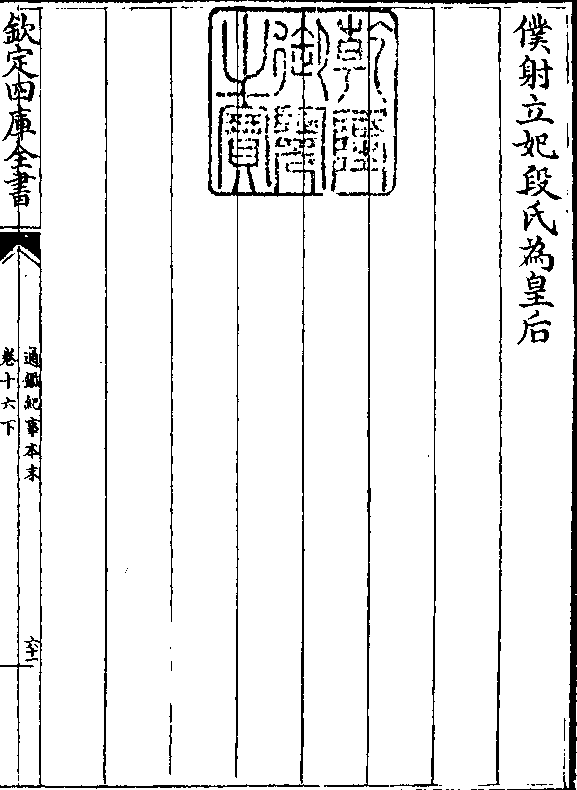 僕射立妃段氏為皇后
乾隆御覽之寶
欽定四庫全書
通鑑紀事本末
卷十六下
六十一